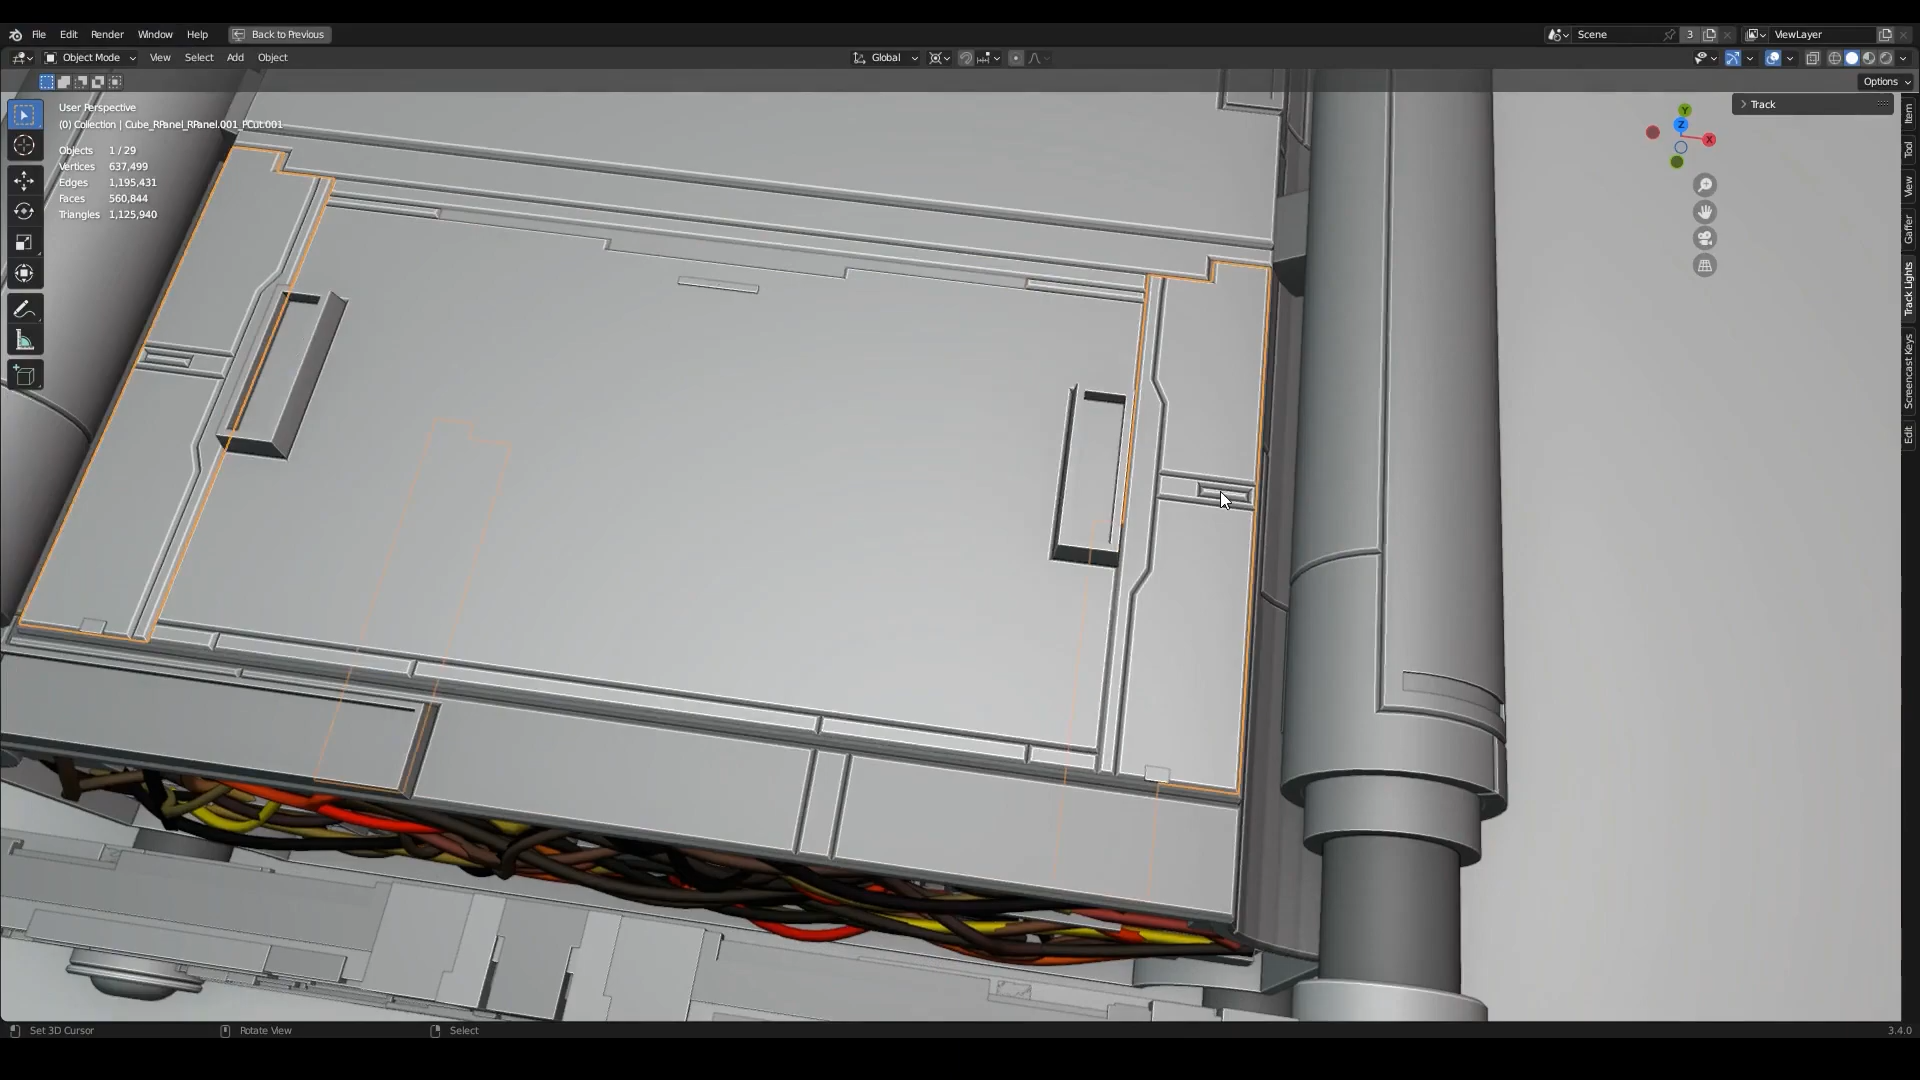 File Edit Render Window Help Back to Previous Scene 3 ViewLayer
Object Mode View Select Add Object Global
Options
User Perspective
(0) Collection | Cube_RPanel_RPanel.001_PCut.001
Objects 1 / 29
Vertices 637,499
Edges 1,195,431
Faces 560,844
Triangles 1,125,940
Track
Y
Z
X
Item
Tool
View
Gaffer
Track Lights
Screencast Keys
Edit
Set 3D Cursor Rotate View Select 3.4.0